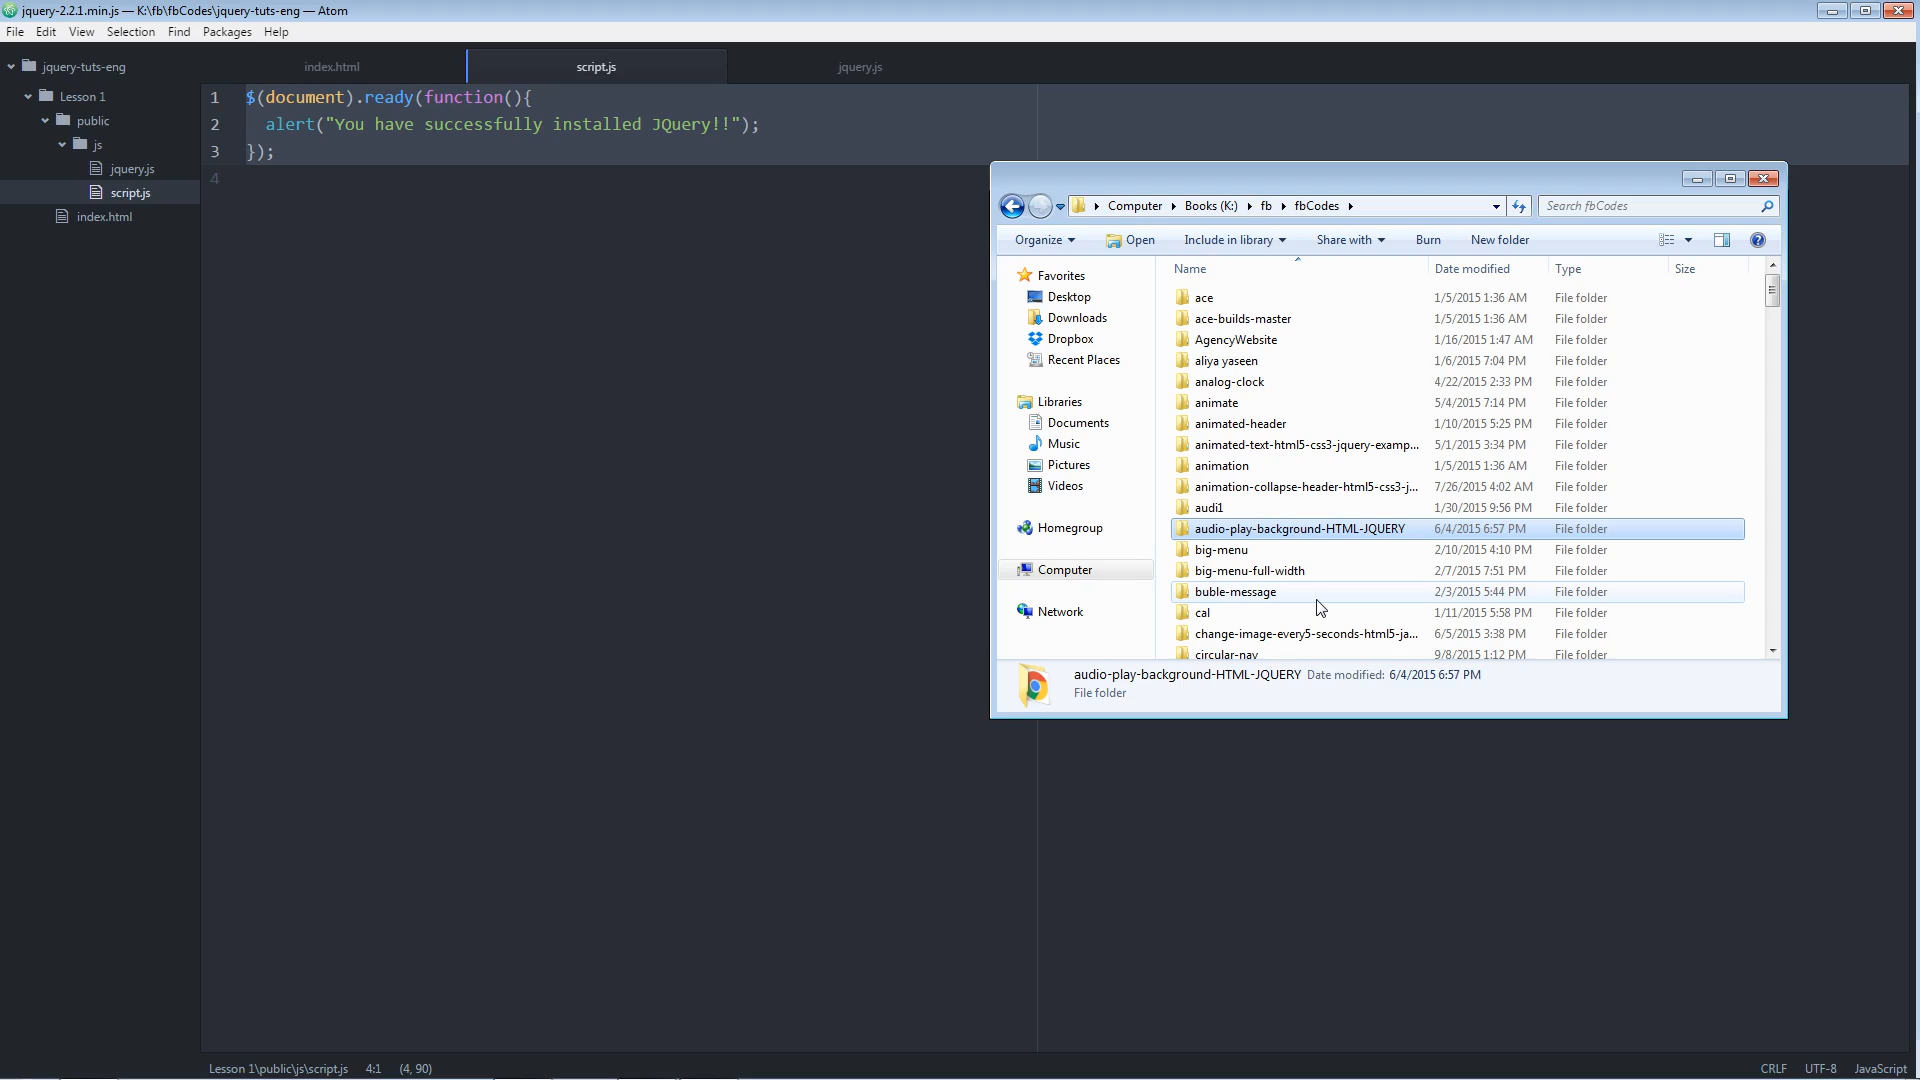 jquery-2.2.1.min.js — K:\fb\fbCodes\jquery-tuts-eng — Atom
File Edit View Selection Find Packages Help
jquery-tuts-eng
Lesson 1
public
js
jquery.js
script.js
index.html
index.html script.js jquery.js
1 $(document).ready(function(){
2 alert("You have successfully installed JQuery!!");
3 });
4
Computer Books (K:) fb fbCodes
Search fbCodes
Organize Open Include in library Share with Burn New folder
Favorites
Desktop
Downloads
Dropbox
Recent Places
Libraries
Documents
Music
Pictures
Videos
Homegroup
Computer
Network
Name Date modified Type Size
ace 1/5/2015 1:36 AM File folder
ace-builds-master 1/5/2015 1:36 AM File folder
AgencyWebsite 1/16/2015 1:47 AM File folder
aliya yaseen 1/6/2015 7:04 PM File folder
analog-clock 4/22/2015 2:33 PM File folder
animate 5/4/2015 7:14 PM File folder
animated-header 1/10/2015 5:25 PM File folder
animated-text-html5-css3-jquery-examp... 5/1/2015 3:34 PM File folder
animation 1/5/2015 1:36 AM File folder
animation-collapse-header-html5-css3-j... 7/26/2015 4:02 AM File folder
audi1 1/30/2015 9:56 PM File folder
audio-play-background-HTML-JQUERY 6/4/2015 6:57 PM File folder
big-menu 2/10/2015 4:10 PM File folder
big-menu-full-width 2/7/2015 7:51 PM File folder
buble-message 2/3/2015 5:44 PM File folder
cal 1/11/2015 5:58 PM File folder
change-image-every5-seconds-html5-ja... 6/5/2015 3:38 PM File folder
circular-nav 9/8/2015 1:12 PM File folder
audio-play-background-HTML-JQUERY Date modified: 6/4/2015 6:57 PM
File folder
Lesson 1\public\js\script.js 4:1 (4, 90)
CRLF UTF-8 JavaScript